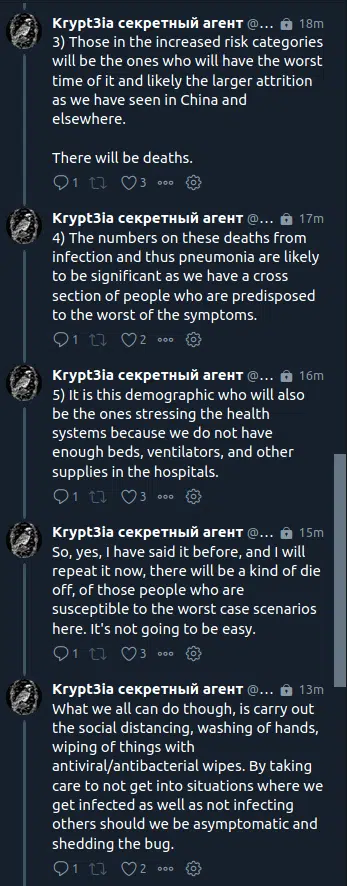 Krypt3ia секретный агент @... 18m
3) Those in the increased risk categories
will be the ones who will have the worst
time of it and likely the larger attrition
as we have seen in China and
elsewhere.
There will be deaths.
1 3
Krypt3ia секретный агент @... 17m
4) The numbers on these deaths from
infection and thus pneumonia are likely
to be significant as we have a cross
section of people who are predisposed
to the worst of the symptoms.
1 2
Krypt3ia секретный агент @... 16m
5) It is this demographic who will also
be the ones stressing the health
systems because we do not have
enough beds, ventilators, and other
supplies in the hospitals.
1 3
Krypt3ia секретный агент @... 15m
So, yes, I have said it before, and I will
repeat it now, there will be a kind of die
off, of those people who are
susceptible to the worst case scenarios
here. It's not going to be easy.
1 3
Krypt3ia секретный агент @... 13m
What we all can do though, is carry out
the social distancing, washing of hands,
wiping of things with
antiviral/antibacterial wipes. By taking
care to not get into situations where we
get infected as well as not infecting
others should we be asymptomatic and
shedding the bug.
1 2